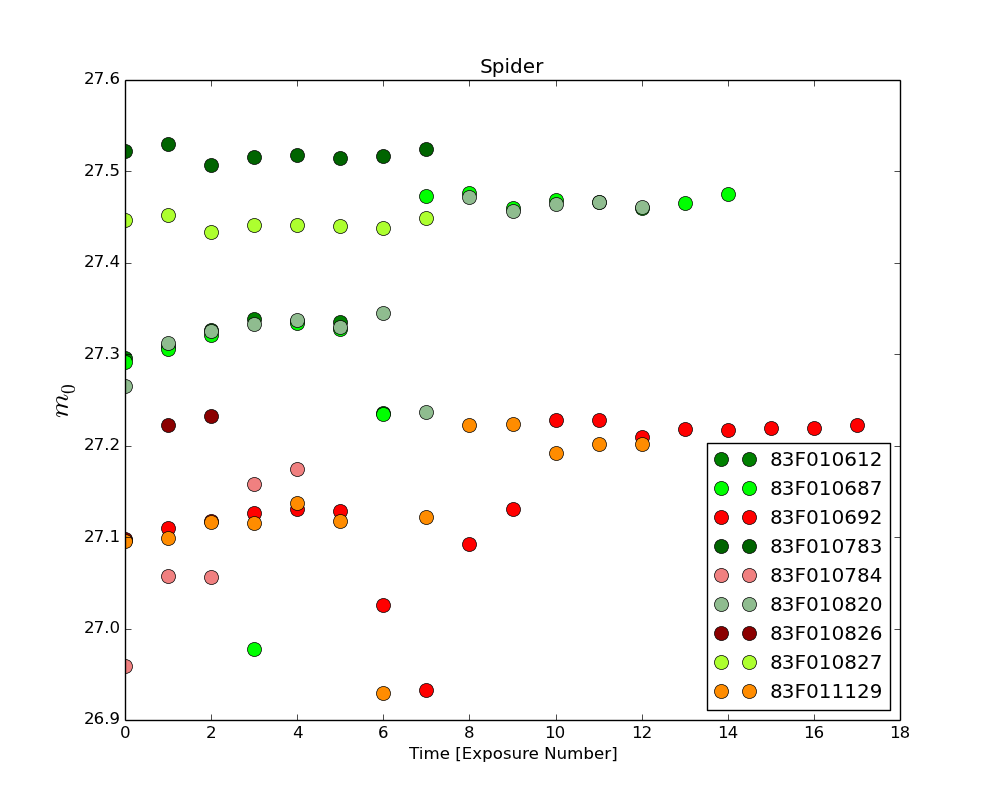 Spider
27.6
27.5
27.4
27.3
27.2
27.1
27.0
26.9
m0
0 2 4 6 8 10 12 14 16 18
Time [Exposure Number]
83F010612
83F010687
83F010692
83F010783
83F010784
83F010820
83F010826
83F010827
83F011129